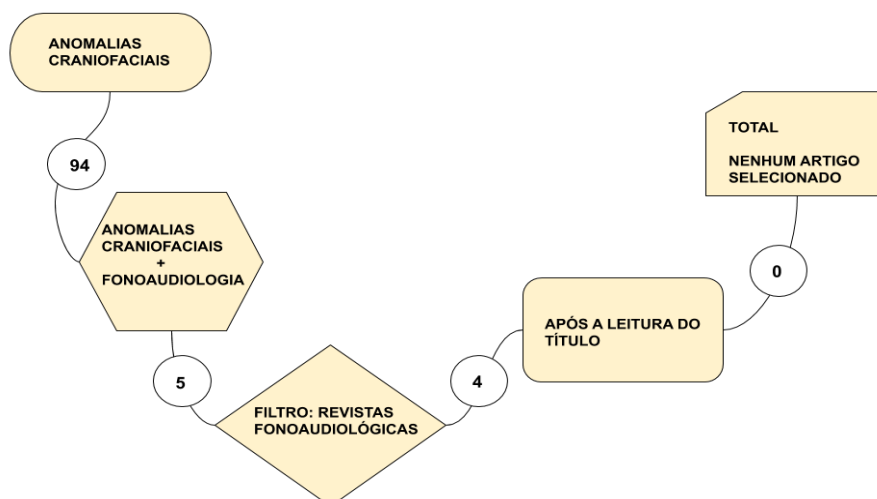 ANOMALIAS
CRANIOFACIAIS
94
ANOMALIAS
CRANIOFACIAIS
+
FONOAUDIOLOGIA
5
FILTRO: REVISTAS
FONOAUDIOLÓGICAS
4
APÓS A LEITURA DO
TÍTULO
0
TOTAL
NENHUM ARTIGO
SELECIONADO